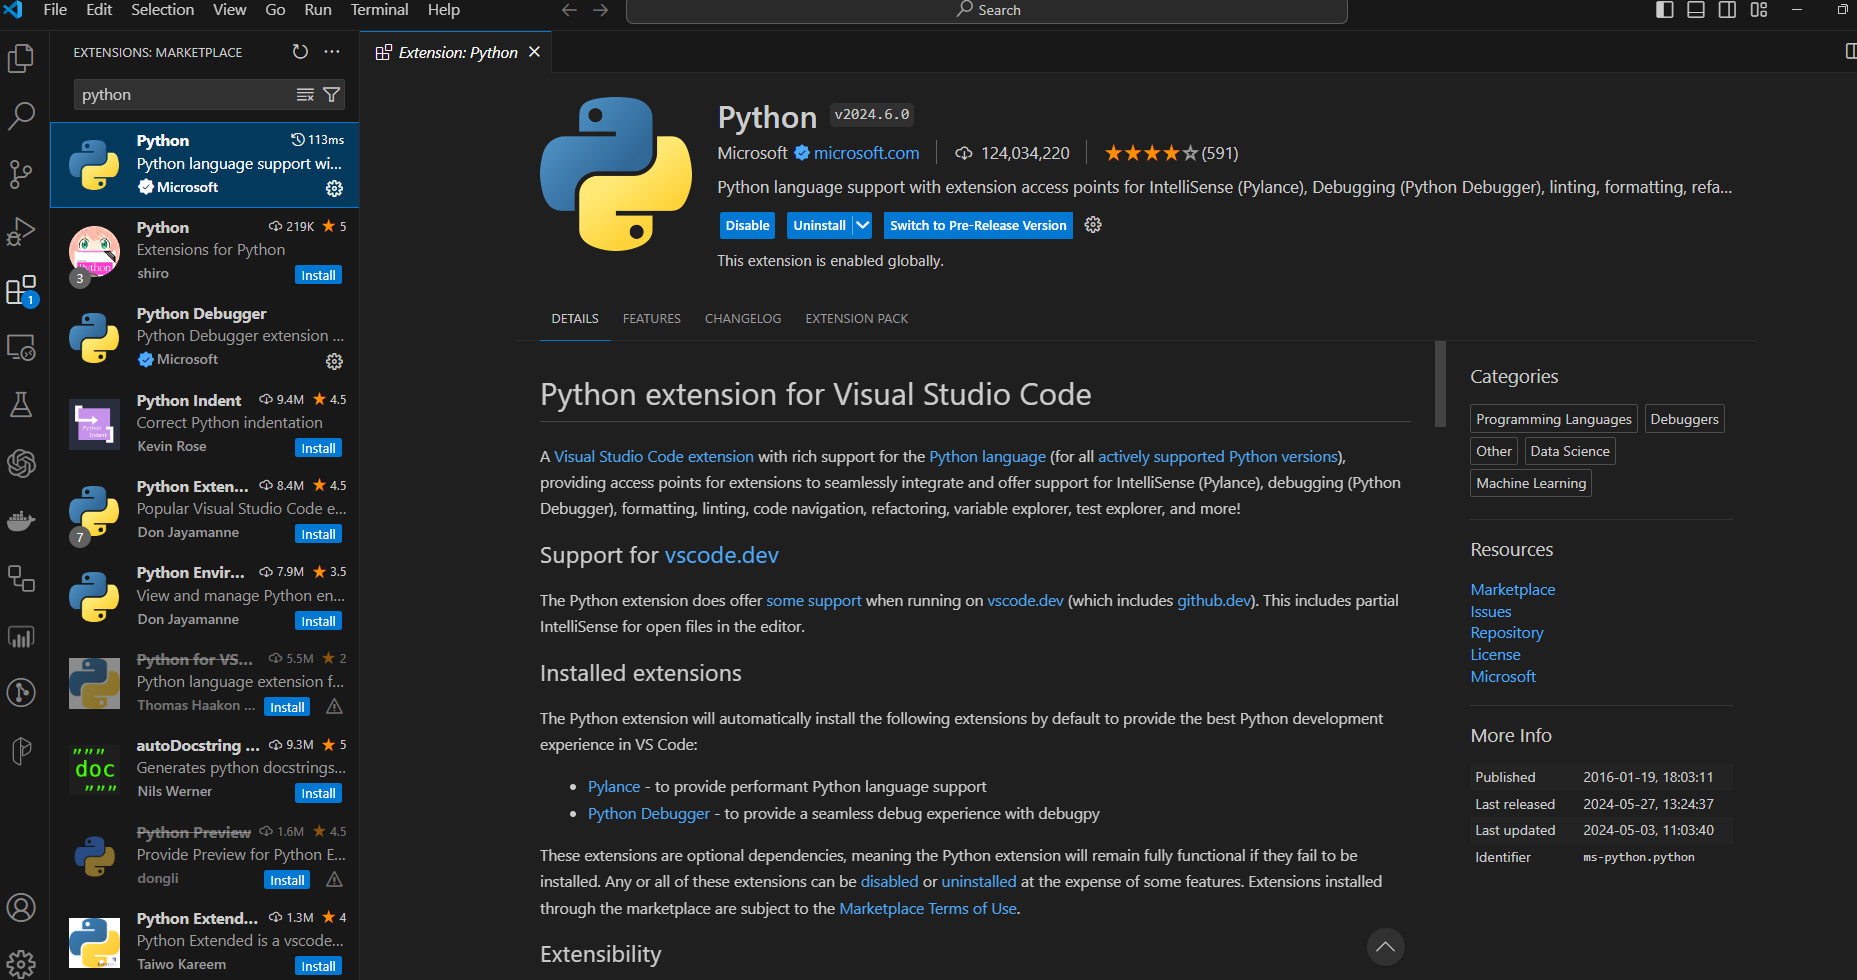 File Edit Selection View Go Run Terminal Help
Search
EXTENSIONS: MARKETPLACE
python
Python 113ms
Python language support wi...
Microsoft
Python 219K 5
Extensions for Python
shiro Install
3
Python Debugger
Python Debugger extension ...
Microsoft
Python Indent 9.4M 4.5
Correct Python indentation
Kevin Rose Install
Python Exten... 8.4M 4.5
Popular Visual Studio Code e...
Don Jayamanne Install
7
Python Envir... 7.9M 3.5
View and manage Python en...
Don Jayamanne Install
Python for VS... 5.5M 2
Python language extension f...
Thomas Haakon ... Install
autoDocstring ... 9.3M 5
Generates python docstrings...
Nils Werner Install
"""
doc
"""
Python Preview 1.6M 4.5
Provide Preview for Python E...
dongli Install
Python Extend... 1.3M 4
Python Extended is a vscode...
Taiwo Kareem Install
1
Extension: Python
Python v2024.6.0
Microsoft microsoft.com 124,034,220 (591)
Python language support with extension access points for IntelliSense (Pylance), Debugging (Python Debugger), linting, formatting, refa...
Disable Uninstall Switch to Pre-Release Version
This extension is enabled globally.
DETAILS FEATURES CHANGELOG EXTENSION PACK
Python extension for Visual Studio Code
A Visual Studio Code extension with rich support for the Python language (for all actively supported Python versions),
providing access points for extensions to seamlessly integrate and offer support for IntelliSense (Pylance), debugging (Python
Debugger), formatting, linting, code navigation, refactoring, variable explorer, test explorer, and more!
Support for vscode.dev
The Python extension does offer some support when running on vscode.dev (which includes github.dev). This includes partial
IntelliSense for open files in the editor.
Installed extensions
The Python extension will automatically install the following extensions by default to provide the best Python development
experience in VS Code:
• Pylance - to provide performant Python language support
• Python Debugger - to provide a seamless debug experience with debugpy
These extensions are optional dependencies, meaning the Python extension will remain fully functional if they fail to be
installed. Any or all of these extensions can be disabled or uninstalled at the expense of some features. Extensions installed
through the marketplace are subject to the Marketplace Terms of Use.
Extensibility
Categories
Programming Languages Debuggers
Other Data Science
Machine Learning
Resources
Marketplace
Issues
Repository
License
Microsoft
More Info
Published 2016-01-19, 18:03:11
Last released 2024-05-27, 13:24:37
Last updated 2024-05-03, 11:03:40
Identifier ms-python.python